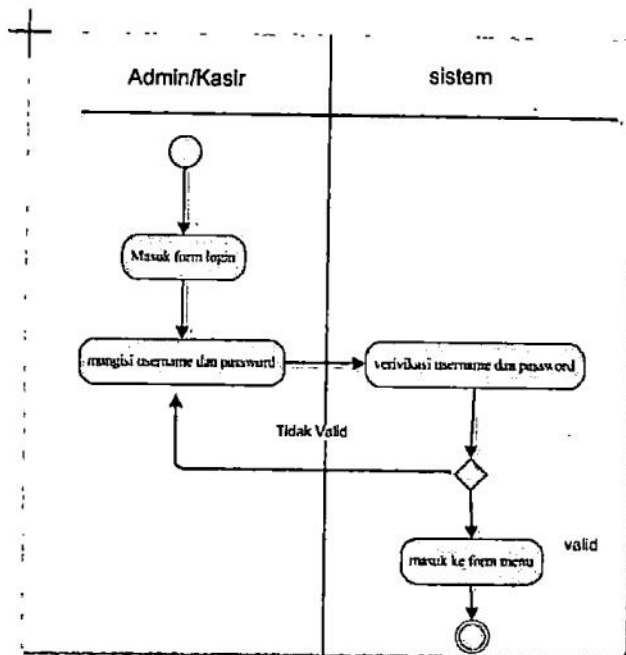 Admin/Kasir
sistem
Masuk form login
mangisi username dan password
verivikasi username dan password
Tidak Valid
masuk ke form menu
valid